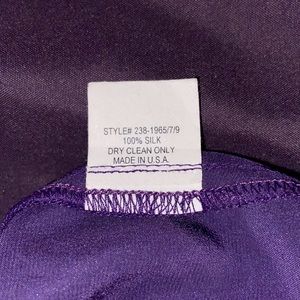 STYLE# 238-1965/7/9
100% SILK
DRY CLEAN ONLY
MADE IN U.S.A.